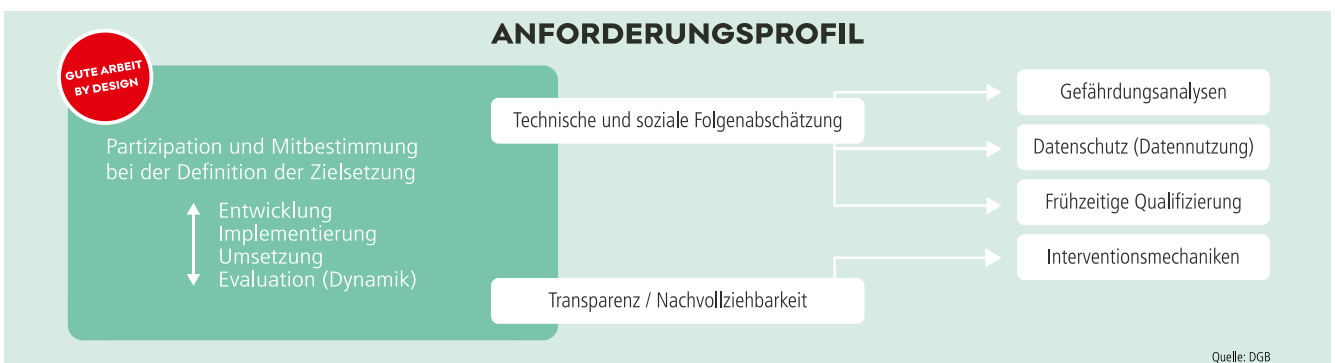 ANFORDERUNGSPROFIL
GUTE ARBEIT
BY DESIGN
Partizipation und Mitbestimmung
bei der Definition der Zielsetzung
Entwicklung
Implementierung
Umsetzung
Evaluation (Dynamik)
Technische und soziale Folgenabschätzung
Transparenz / Nachvollziehbarkeit
Gefährdungsanalysen
Datenschutz (Datennutzung)
Frühzeitige Qualifizierung
Interventionsmechaniken
Quelle: DGB